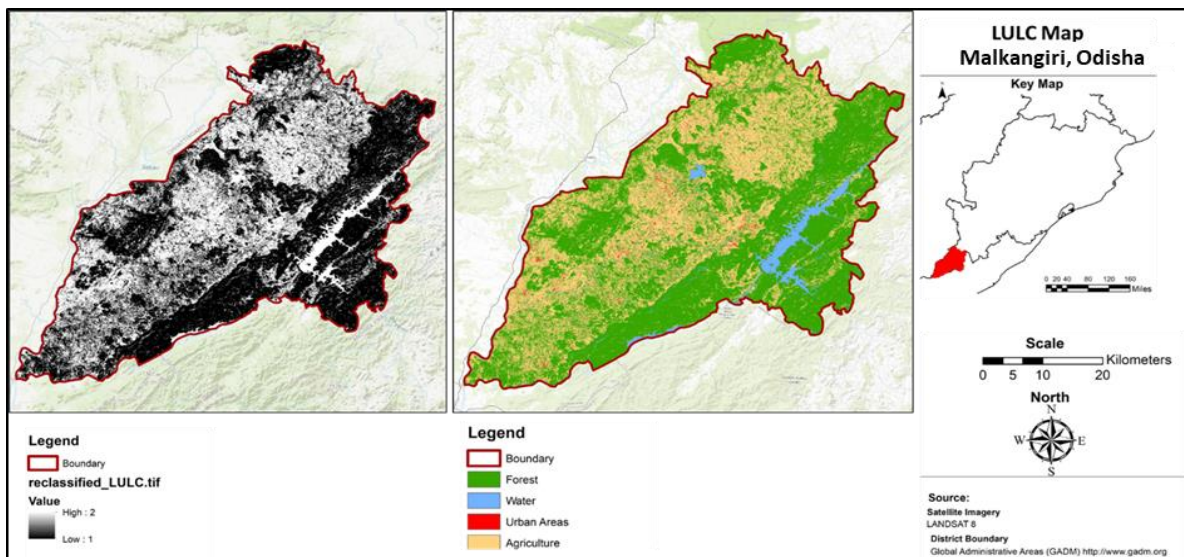 LULC Map
Malkangiri, Odisha
Key Map
0 20 40 80 120 160
Miles
Scale
Kilometers
0 5 10 20
North
N
W E
S
Source:
Satellite Imagery
LANDSAT 8
District Boundary
Global Administrative Areas (GADM) http://www.gadm.org
Legend
Boundary
reclassified_LULC.tif
Value
High : 2
Low : 1
Legend
Boundary
Forest
Water
Urban Areas
Agriculture